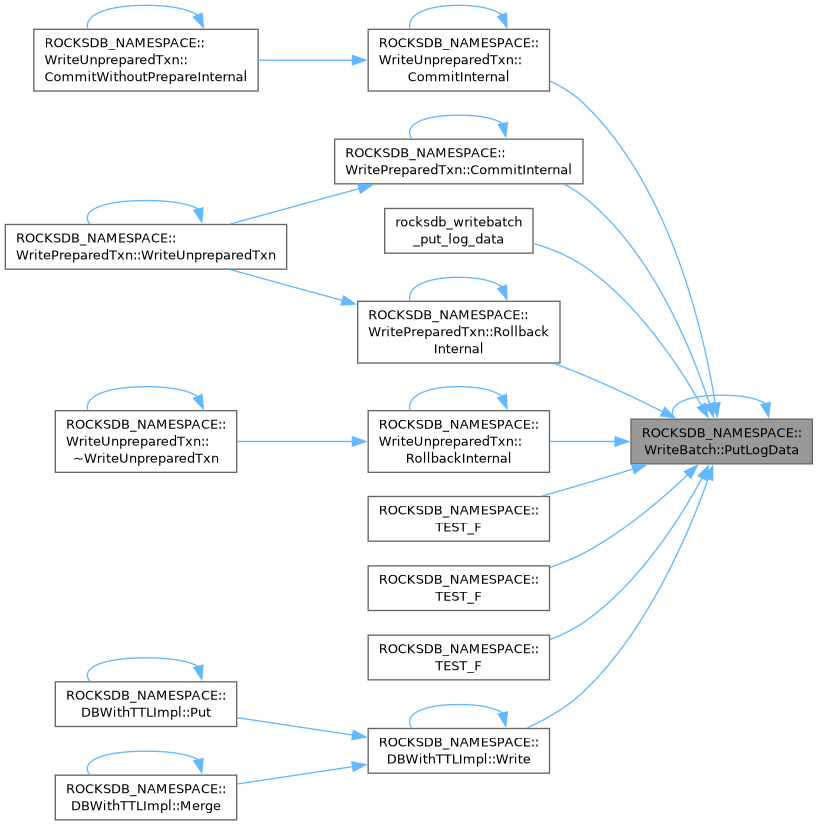 ROCKSDB_NAMESPACE::
WriteUnpreparedTxn::
CommitWithoutPrepareInternal
ROCKSDB_NAMESPACE::
WriteUnpreparedTxn::
CommitInternal
ROCKSDB_NAMESPACE::
WritePreparedTxn::CommitInternal
rocksdb_writebatch
_put_log_data
ROCKSDB_NAMESPACE::
WritePreparedTxn::WriteUnpreparedTxn
ROCKSDB_NAMESPACE::
WritePreparedTxn::Rollback
Internal
ROCKSDB_NAMESPACE::
WriteUnpreparedTxn::
~WriteUnpreparedTxn
ROCKSDB_NAMESPACE::
WriteUnpreparedTxn::
RollbackInternal
ROCKSDB_NAMESPACE::
WriteBatch::PutLogData
ROCKSDB_NAMESPACE::
TEST_F
ROCKSDB_NAMESPACE::
TEST_F
ROCKSDB_NAMESPACE::
TEST_F
ROCKSDB_NAMESPACE::
DBWithTTLImpl::Put
ROCKSDB_NAMESPACE::
DBWithTTLImpl::Write
ROCKSDB_NAMESPACE::
DBWithTTLImpl::Merge